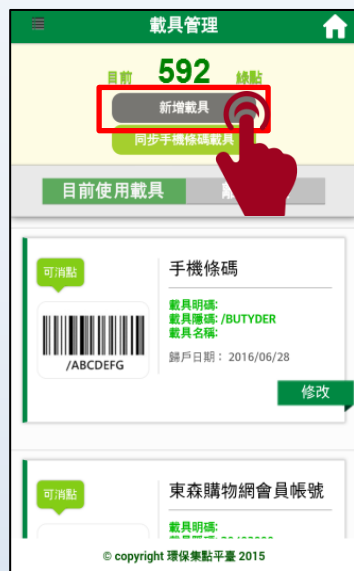 載具管理
目前 592 綠點
新增載具
同步手機條碼載具
目前使用載具
可消點
手機條碼
載具明碼:
載具隱碼: /BUTYDER
載具名稱:
歸戶日期： 2016/06/28
/ABCDEFG
修改
可消點
東森購物網會員帳號
載具明碼:
© copyright 環保集點平臺 2015